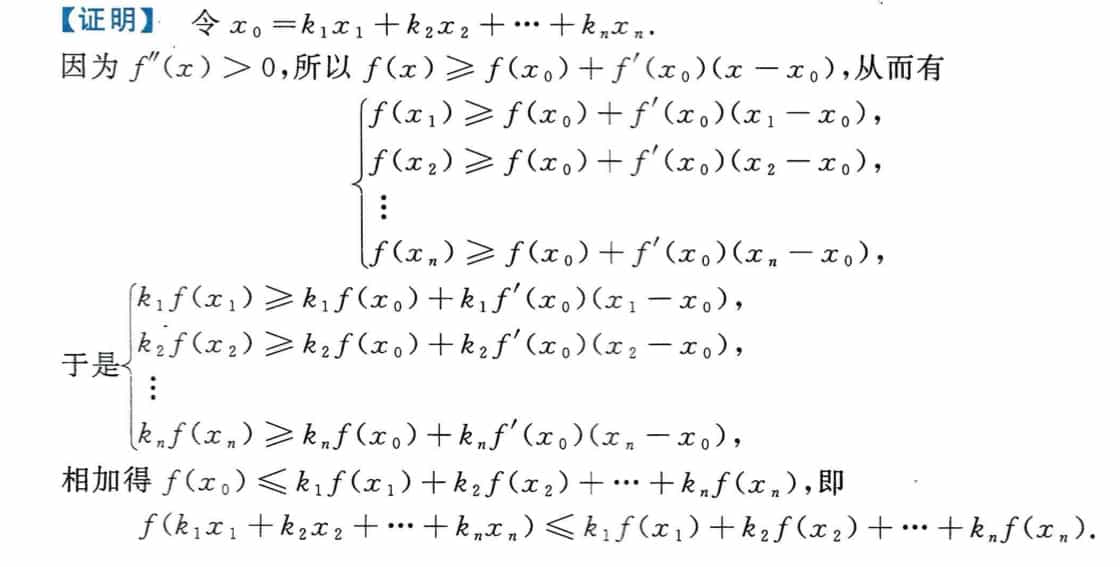 【证明】 令 x₀=k₁x₁+k₂x₂+⋯+kₙxₙ.
因为 f″(x)>0,所以 f(x)≥f(x₀)+f′(x₀)(x-x₀),从而有
f(x₁)≥f(x₀)+f′(x₀)(x₁-x₀),
f(x₂)≥f(x₀)+f′(x₀)(x₂-x₀),
⋮
f(xₙ)≥f(x₀)+f′(x₀)(xₙ-x₀),
k₁f(x₁)≥k₁f(x₀)+k₁f′(x₀)(x₁-x₀),
k₂f(x₂)≥k₂f(x₀)+k₂f′(x₀)(x₂-x₀),
于是
⋮
kₙf(xₙ)≥kₙf(x₀)+kₙf′(x₀)(xₙ-x₀),
相加得 f(x₀)≤k₁f(x₁)+k₂f(x₂)+⋯+kₙf(xₙ),即
f(k₁x₁+k₂x₂+⋯+kₙxₙ)≤k₁f(x₁)+k₂f(x₂)+⋯+kₙf(xₙ).